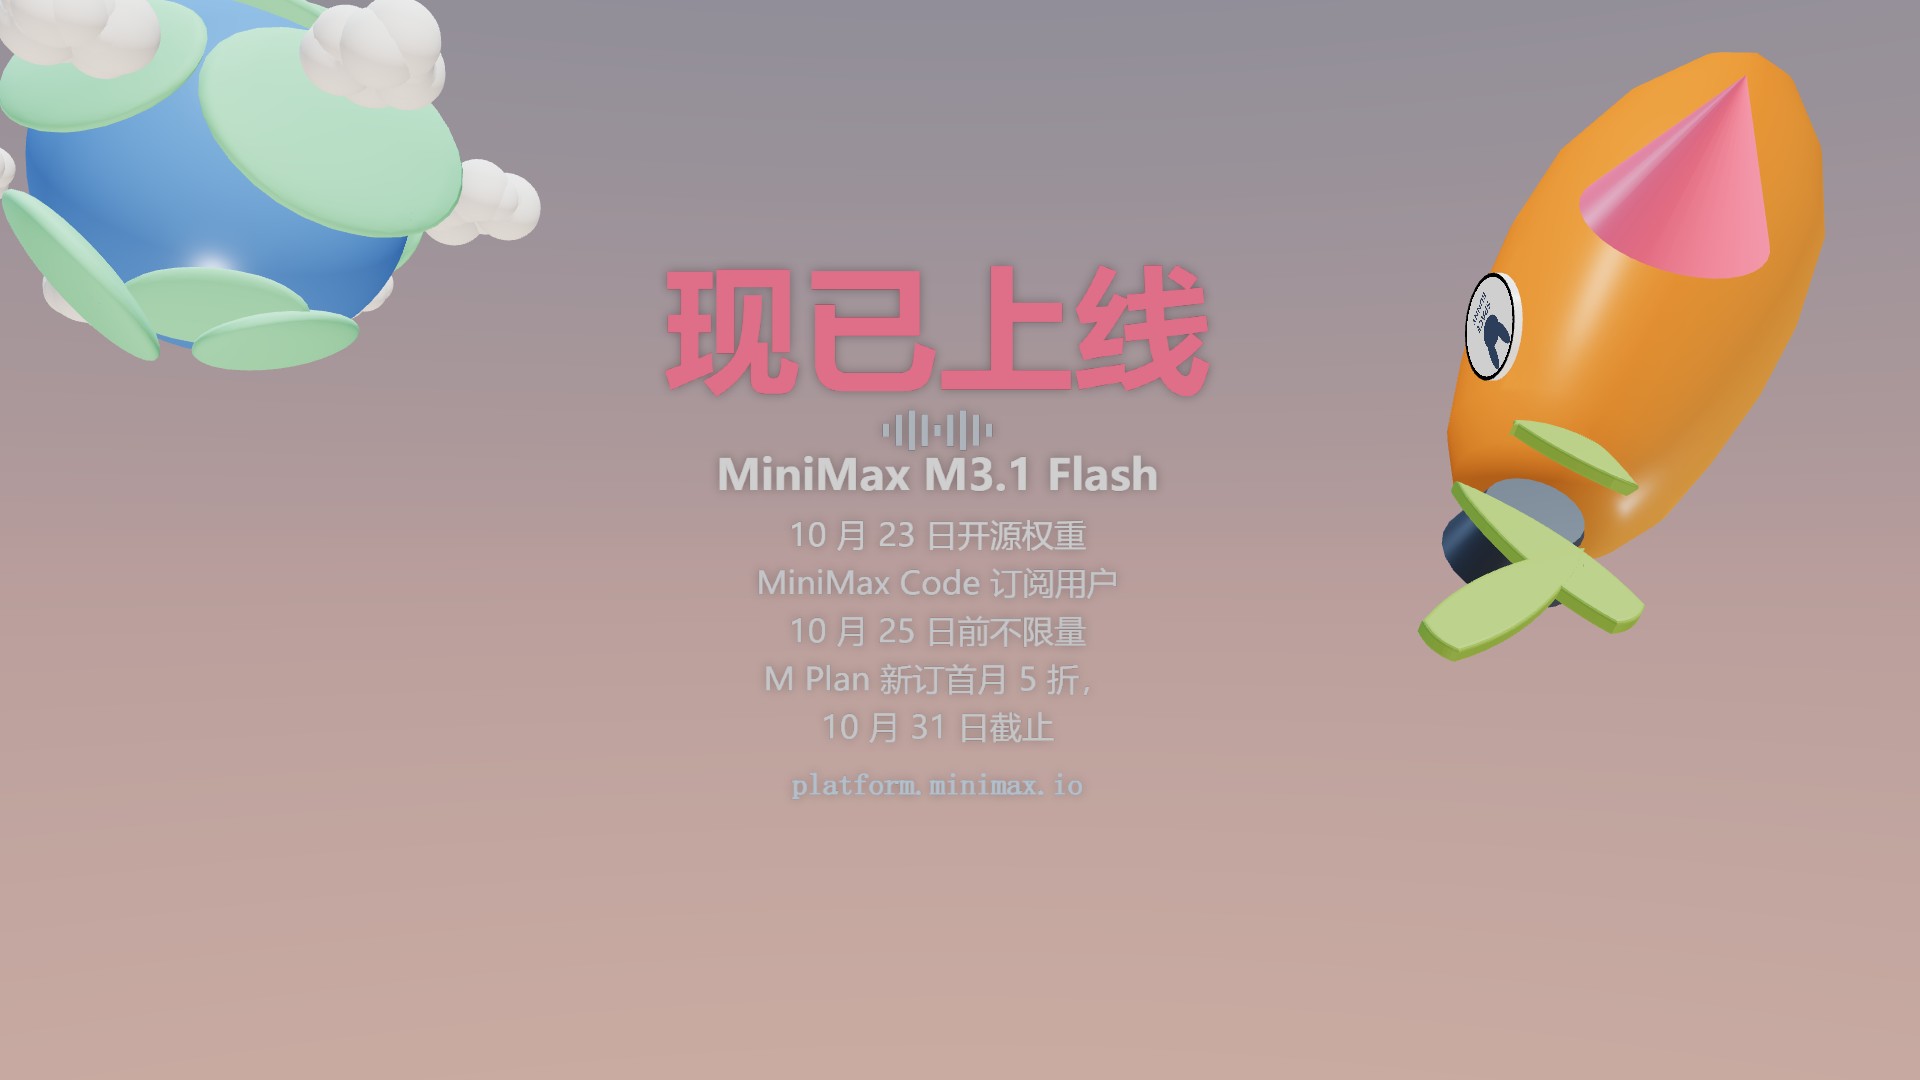 现已上线
MiniMax M3.1 Flash
10 月 23 日开源权重
MiniMax Code 订阅用户
10 月 25 日前不限量
M Plan 新订首月 5 折，
10 月 31 日截止
platform.minimax.io
SPACE
BUNNY